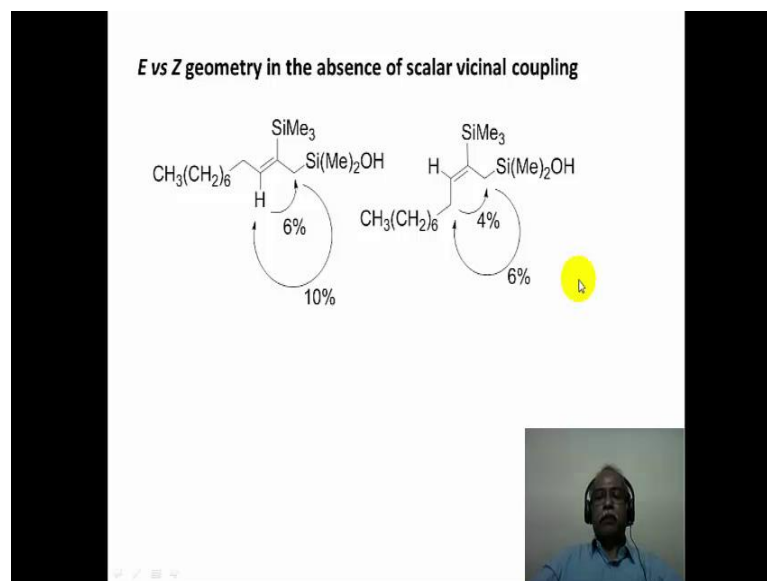 E vs Z geometry in the absence of scalar vicinal coupling
SiMe₃
CH₃(CH₂)₆
Si(Me)₂OH
H
6%
10%
SiMe₃
H
Si(Me)₂OH
CH₃(CH₂)₆
4%
6%